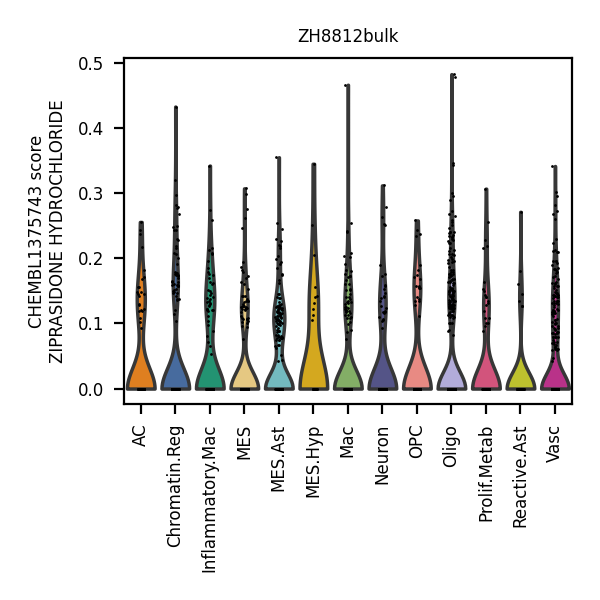 ZH8812bulk
CHEMBL1375743 score
ZIPRASIDONE HYDROCHLORIDE
0.5
0.4
0.3
0.2
0.1
0.0
AC
Chromatin.Reg
Inflammatory.Mac
MES
MES.Ast
MES.Hyp
Mac
Neuron
OPC
Oligo
Prolif.Metab
Reactive.Ast
Vasc